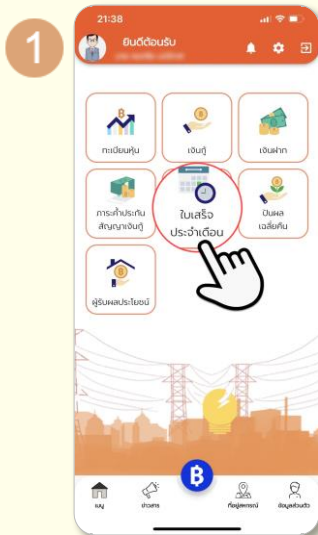 1
21:38
ยินดีต้อนรับ
ทะเบียนหุ้น
เงินกู้
เงินฝาก
ภาระค้ำประกัน
สัญญาเงินกู้
ใบเสร็จ
ประจำเดือน
ปันผล
เฉลี่ยคืน
ผู้รับผลประโยชน์
เมนู
ข่าวสาร
ที่อยู่สหกรณ์
ข้อมูลส่วนตัว